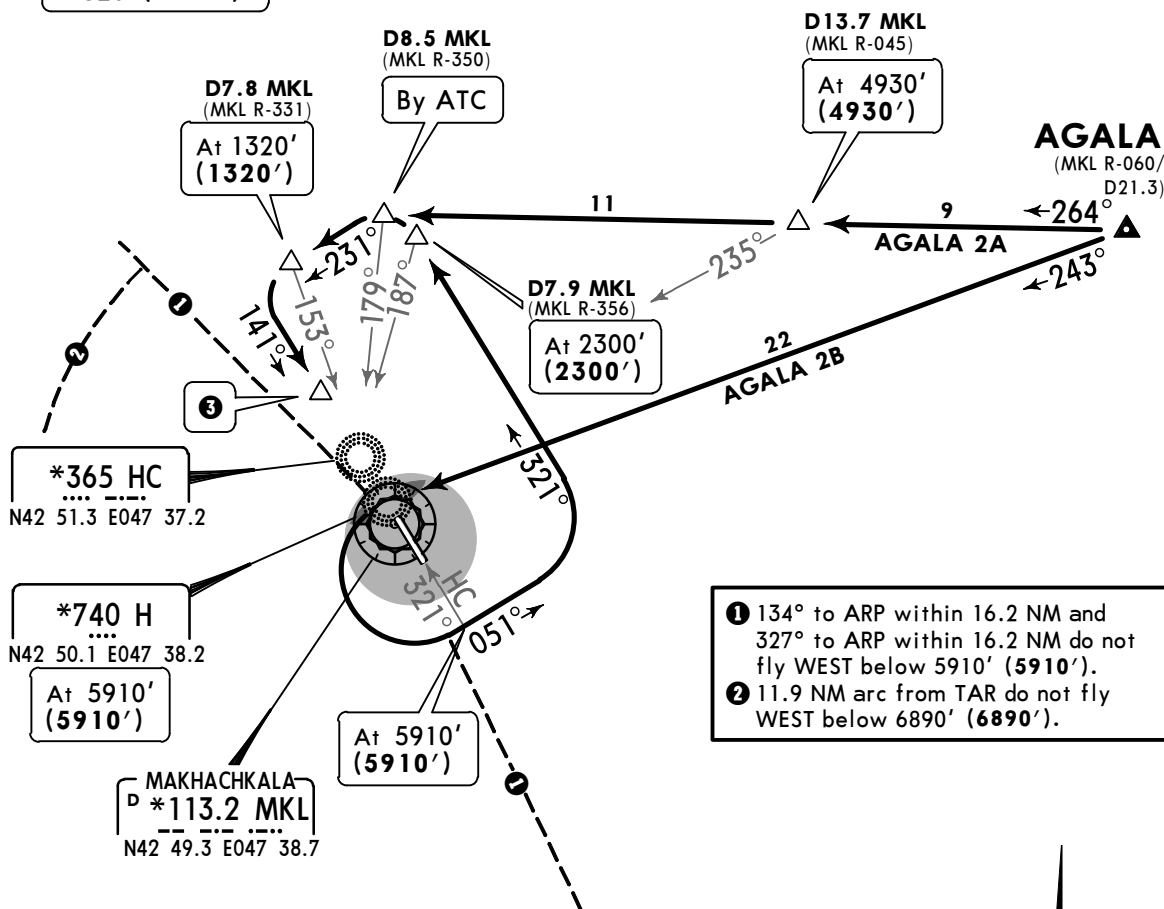 D13.7 MKL
(MKL R-045)
At 4930'
(4930')
D8.5 MKL
(MKL R-350)
By ATC
D7.8 MKL
(MKL R-331)
At 1320'
(1320')
AGALA
(MKL R-060/
D21.3)
11
9
←264°
AGALA 2A
235°
243°
231°
179°
187°
D7.9 MKL
(MKL R-356)
At 2300'
(2300')
153°
141°
❶
❷
❸
22
AGALA 2B
321°
*365 HC
N42 51.3 E047 37.2
*740 H
N42 50.1 E047 38.2
At 5910'
(5910')
HC
321°
051°
At 5910'
(5910')
❶
MAKHACHKALA
D *113.2 MKL
N42 49.3 E047 38.7
❶ 134° to ARP within 16.2 NM and
327° to ARP within 16.2 NM do not
fly WEST below 5910' (5910').
❷ 11.9 NM arc from TAR do not fly
WEST below 6890' (6890').